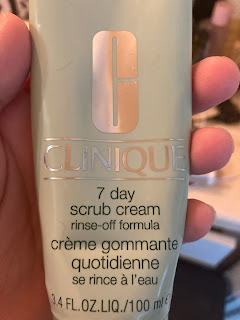 CLINIQUE
7 day
scrub cream
rinse-off formula
crème gommante
quotidienne
se rince à l'eau
3.4 FL.OZ.LIQ./100 ml e